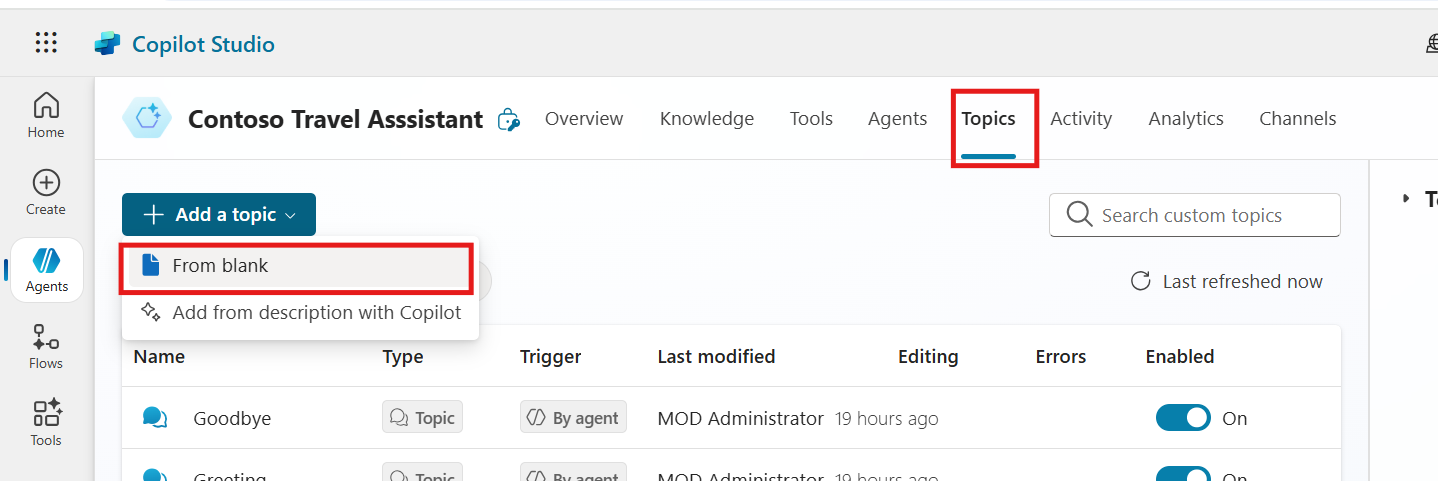 Copilot Studio
Contoso Travel Asssistant
Overview
Knowledge
Tools
Agents
Topics
Activity
Analytics
Channels
Home
Create
Agents
Flows
Tools
Add a topic
Search custom topics
From blank
Add from description with Copilot
Last refreshed now
Name Type Trigger Last modified Editing Errors Enabled
Goodbye Topic By agent MOD Administrator 19 hours ago On
Greeting Topic By agent MOD Administrator 19 hours ago On